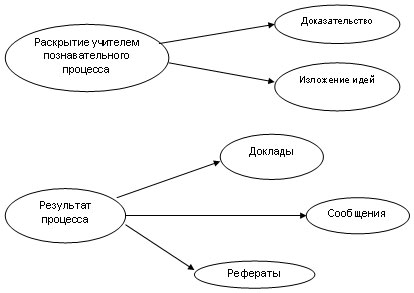 Раскрытие учителем
познавательного
процесса
Доказательство
Изложение идей
Результат
процесса
Доклады
Сообщения
Рефераты